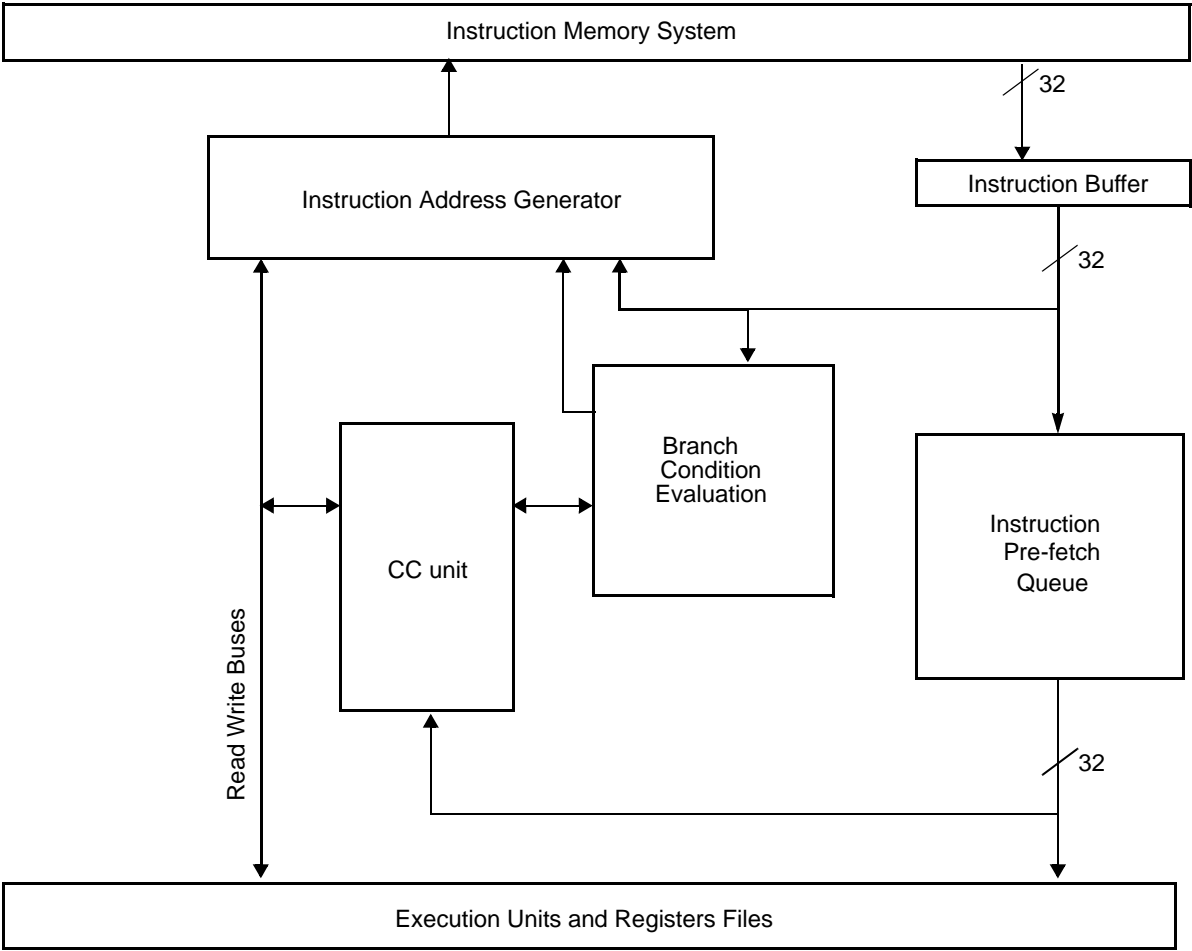 Instruction Memory System
32
Instruction Address Generator
Instruction Buffer
32
Branch
Condition
Evaluation
Instruction
Pre-fetch
Queue
CC unit
Read Write Buses
32
Execution Units and Registers Files